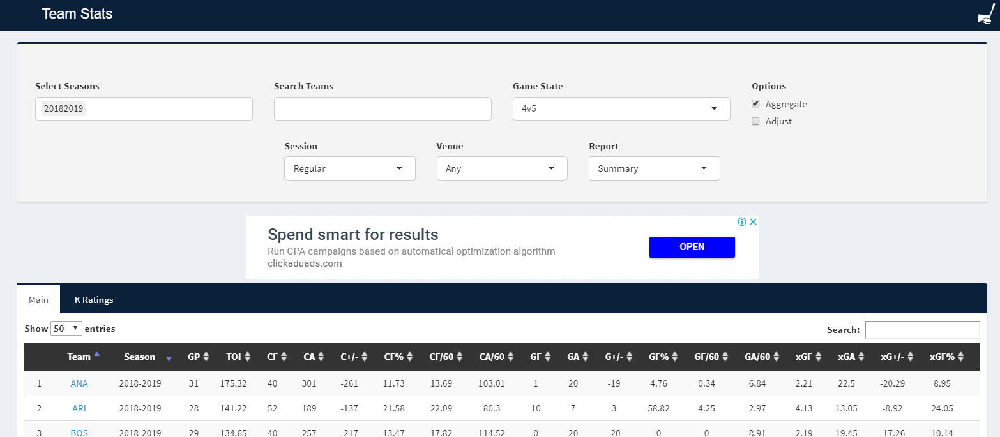 Team Stats
Select Seasons Search Teams Game State Options
20182019 4v5 Aggregate
Adjust
Session Venue Report
Regular Any Summary
Spend smart for results
Run CPA campaigns based on automatical optimization algorithm
clickaduads.com
OPEN
Main K Ratings
Show 50 entries Search:
Team Season GP TOI CF CA C+/- CF% CF/60 CA/60 GF GA G+/- GF% GF/60 GA/60 xGF xGA xG+/- xGF%
1 ANA 2018-2019 31 175.32 40 301 -261 11.73 13.69 103.01 1 20 -19 4.76 0.34 6.84 2.21 22.5 -20.29 8.95
2 ARI 2018-2019 28 141.22 52 189 -137 21.58 22.09 80.3 10 7 3 58.82 4.25 2.97 4.13 13.05 -8.92 24.05
3 BOS 2018-2019 29 134.65 40 257 -217 13.47 17.82 114.52 0 20 -20 0 0 8.91 2.19 19.45 -17.26 10.14